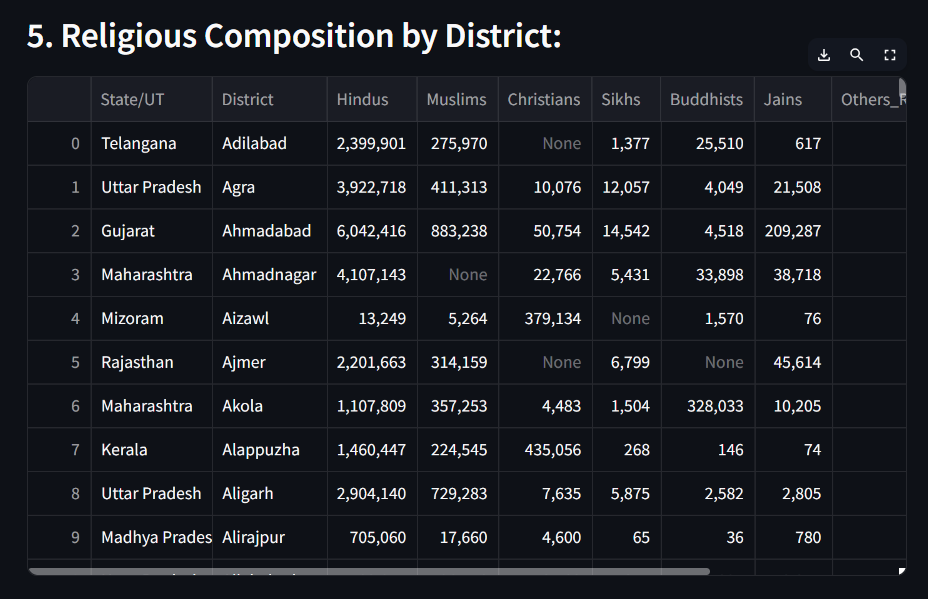 5. Religious Composition by District:
State/UT District Hindus Muslims Christians Sikhs Buddhists Jains
0 Telangana Adilabad 2,399,901 275,970 None 1,377 25,510 617
1 Uttar Pradesh Agra 3,922,718 411,313 10,076 12,057 4,049 21,508
2 Gujarat Ahmadabad 6,042,416 883,238 50,754 14,542 4,518 209,287
3 Maharashtra Ahmadnagar 4,107,143 None 22,766 5,431 33,898 38,718
4 Mizoram Aizawl 13,249 5,264 379,134 None 1,570 76
5 Rajasthan Ajmer 2,201,663 314,159 None 6,799 None 45,614
6 Maharashtra Akola 1,107,809 357,253 4,483 1,504 328,033 10,205
7 Kerala Alappuzha 1,460,447 224,545 435,056 268 146 74
8 Uttar Pradesh Aligarh 2,904,140 729,283 7,635 5,875 2,582 2,805
9 Madhya Prades Alirajpur 705,060 17,660 4,600 65 36 780